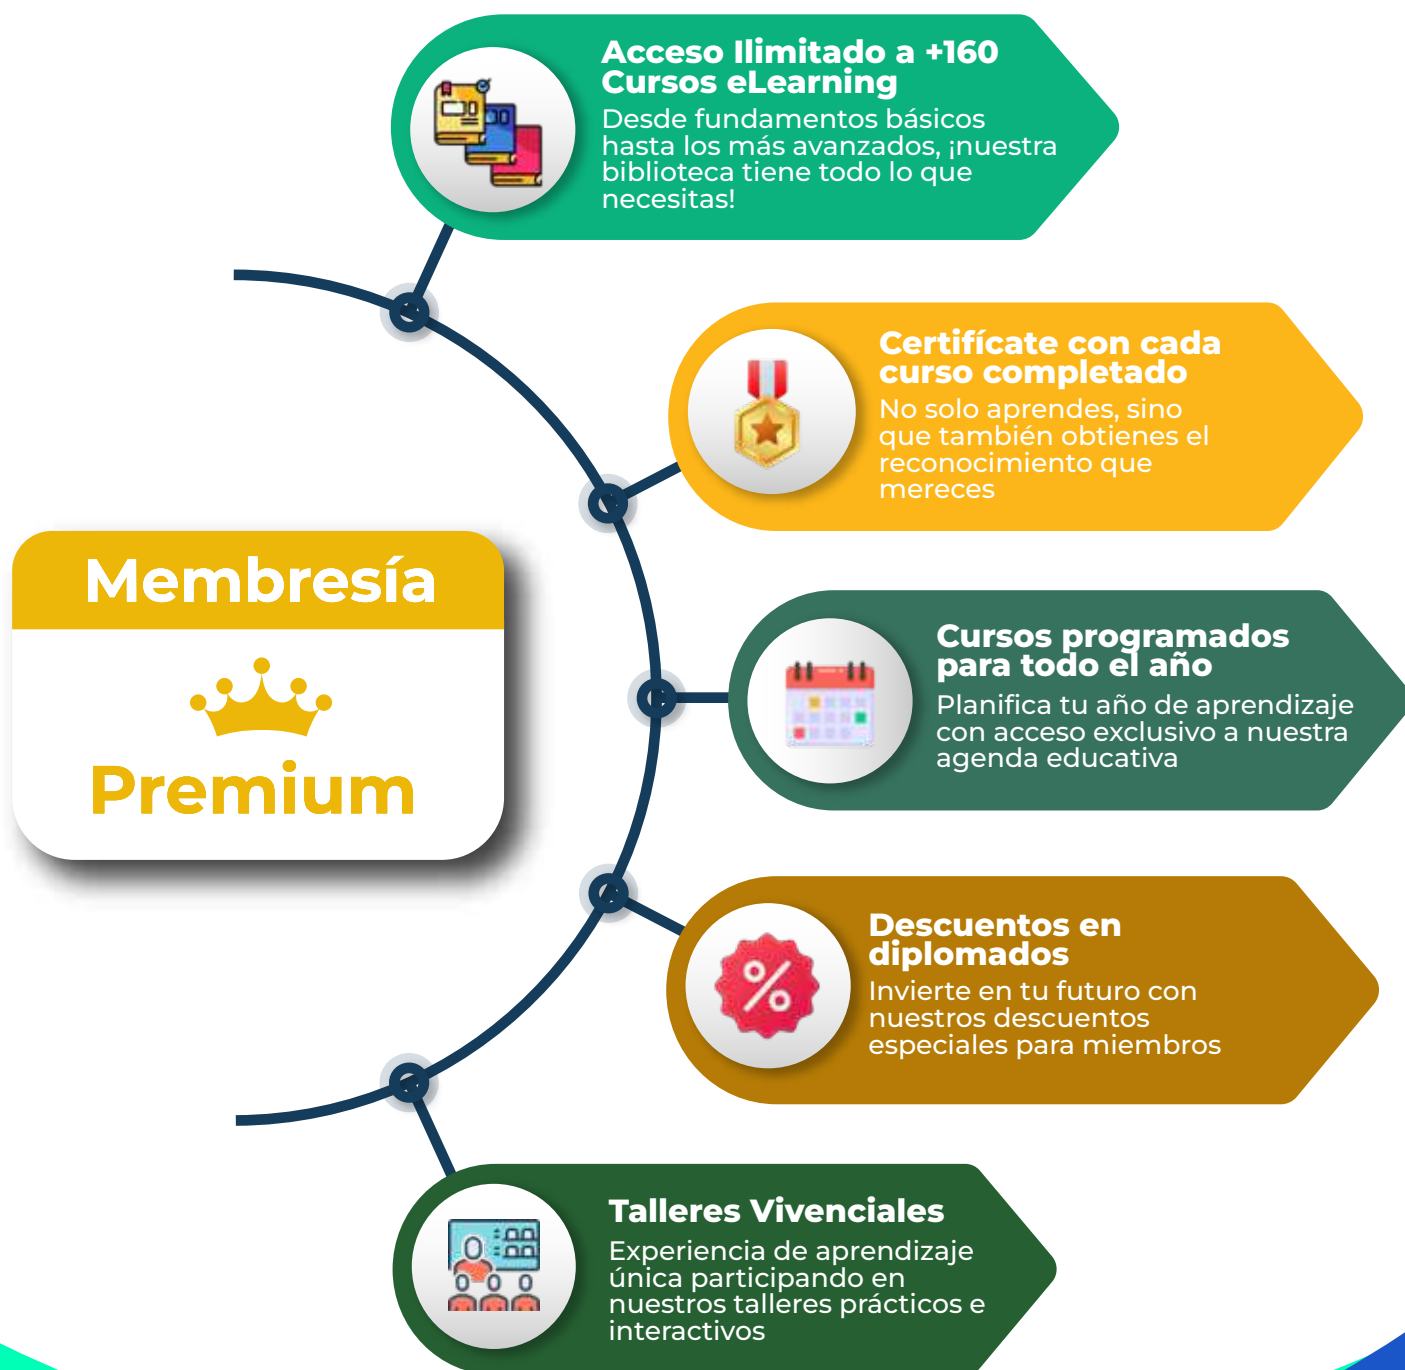 Acceso Ilimitado a +160
Cursos eLearning
Desde fundamentos básicos
hasta los más avanzados, ¡nuestra
biblioteca tiene todo lo que
necesitas!
Certifícate con cada
curso completado
No solo aprendes, sino
que también obtienes el
reconocimiento que
mereces
Membresía
Premium
Cursos programados
para todo el año
Planifica tu año de aprendizaje
con acceso exclusivo a nuestra
agenda educativa
Descuentos en
diplomados
Invierte en tu futuro con
nuestros descuentos
especiales para miembros
Talleres Vivenciales
Experiencia de aprendizaje
única participando en
nuestros talleres prácticos e
interactivos